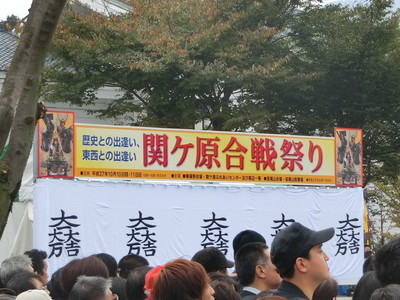 歴史との出逢い、
東西との出逢い
関ケ原合戦祭り
大一大万大吉
大一大万大吉
大一大万大吉
大一大万大吉
大一大万大吉